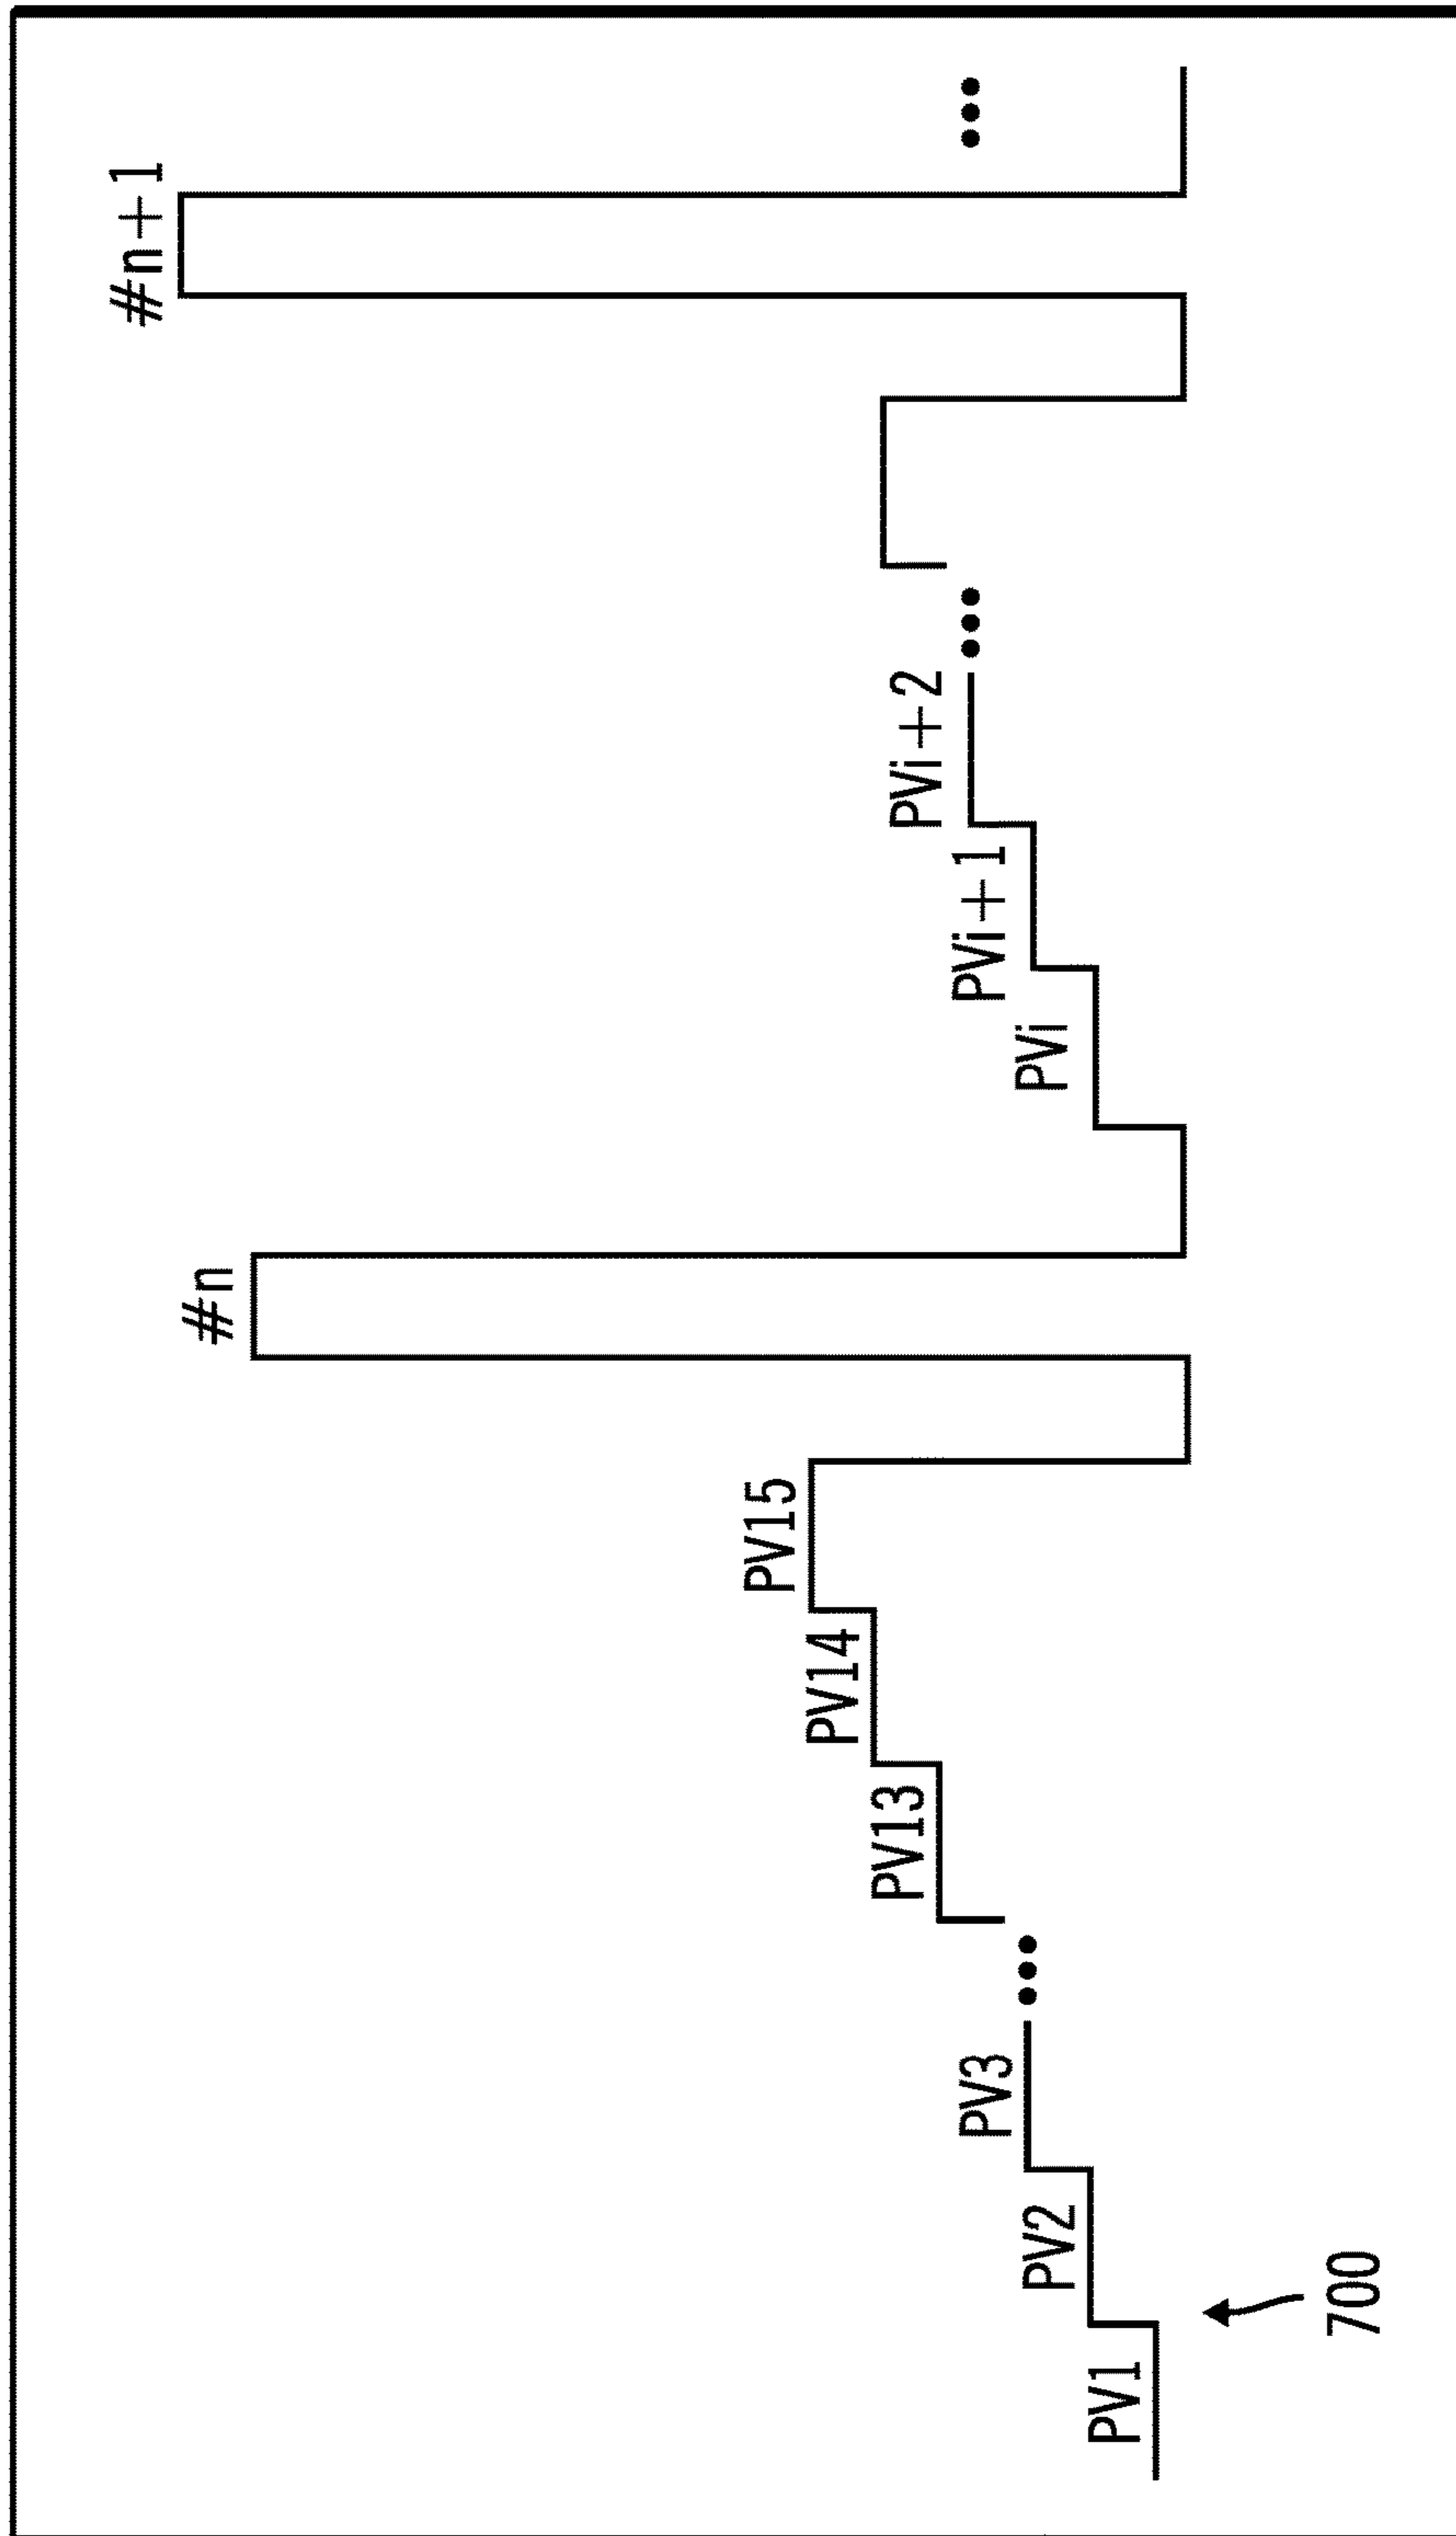 PV1
PV2
PV3
•••
PV13
PV14
PV15
#n
PVi
PVi+1
PVi+2
•••
#n+1
•••
700